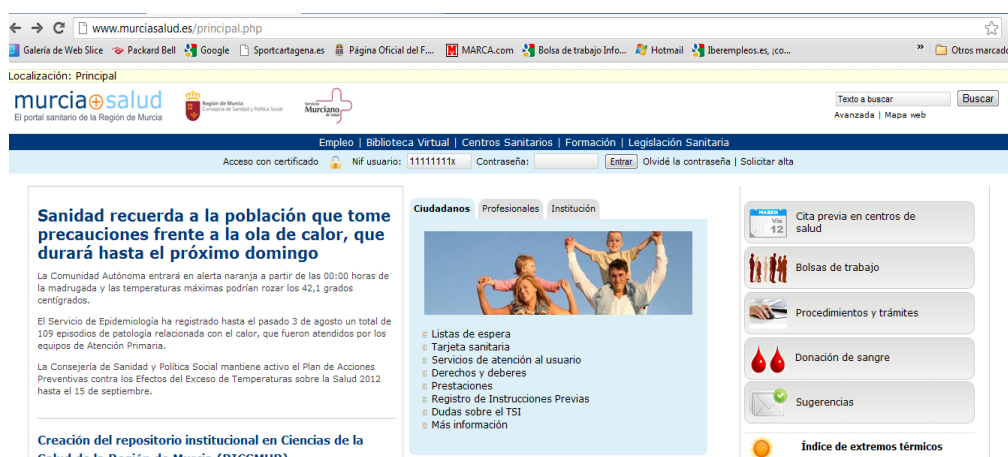 www.murciasalud.es/principal.php
Galería de Web Slice Packard Bell Google Sportcartagena.es Página Oficial del F.... MARCA.com Bolsa de trabajo Info... Hotmail Iberempleos.es, ¡co... » Otros marcado
Localización: Principal
murcia salud
El portal sanitario de la Región de Murcia
Región de Murcia
Consejería de Sanidad y Política Social
Servicio
Murciano
de Salud
Texto a buscar Buscar
Avanzada | Mapa web
Empleo | Biblioteca Virtual | Centros Sanitarios | Formación | Legislación Sanitaria
Acceso con certificado Nif usuario: 11111111x Contraseña: Entrar Olvidé la contraseña | Solicitar alta
Sanidad recuerda a la población que tome
precauciones frente a la ola de calor, que
durará hasta el próximo domingo
La Comunidad Autónoma entrará en alerta naranja a partir de las 00:00 horas de
la madrugada y las temperaturas máximas podrían rozar los 42,1 grados
centígrados.
El Servicio de Epidemiología ha registrado hasta el pasado 3 de agosto un total de
109 episodios de patología relacionada con el calor, que fueron atendidos por los
equipos de Atención Primaria.
La Consejería de Sanidad y Política Social mantiene activo el Plan de Acciones
Preventivas contra los Efectos del Exceso de Temperaturas sobre la Salud 2012
hasta el 15 de septiembre.
Creación del repositorio institucional en Ciencias de la
Salud de la Región de Murcia (RICSMUR)
Ciudadanos Profesionales Institución
Listas de espera
Tarjeta sanitaria
Servicios de atención al usuario
Derechos y deberes
Prestaciones
Registro de Instrucciones Previas
Dudas sobre el TSI
Más información
MARZO
Vie
12
Cita previa en centros de
salud
Bolsas de trabajo
Procedimientos y trámites
Donación de sangre
Sugerencias
Índice de extremos térmicos